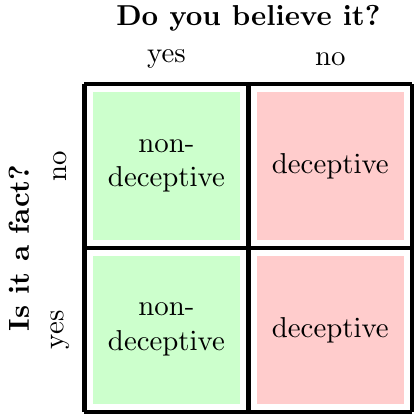 Do you believe it?
yes
no
Is it a fact?
no
non-
deceptive
deceptive
yes
non-
deceptive
deceptive